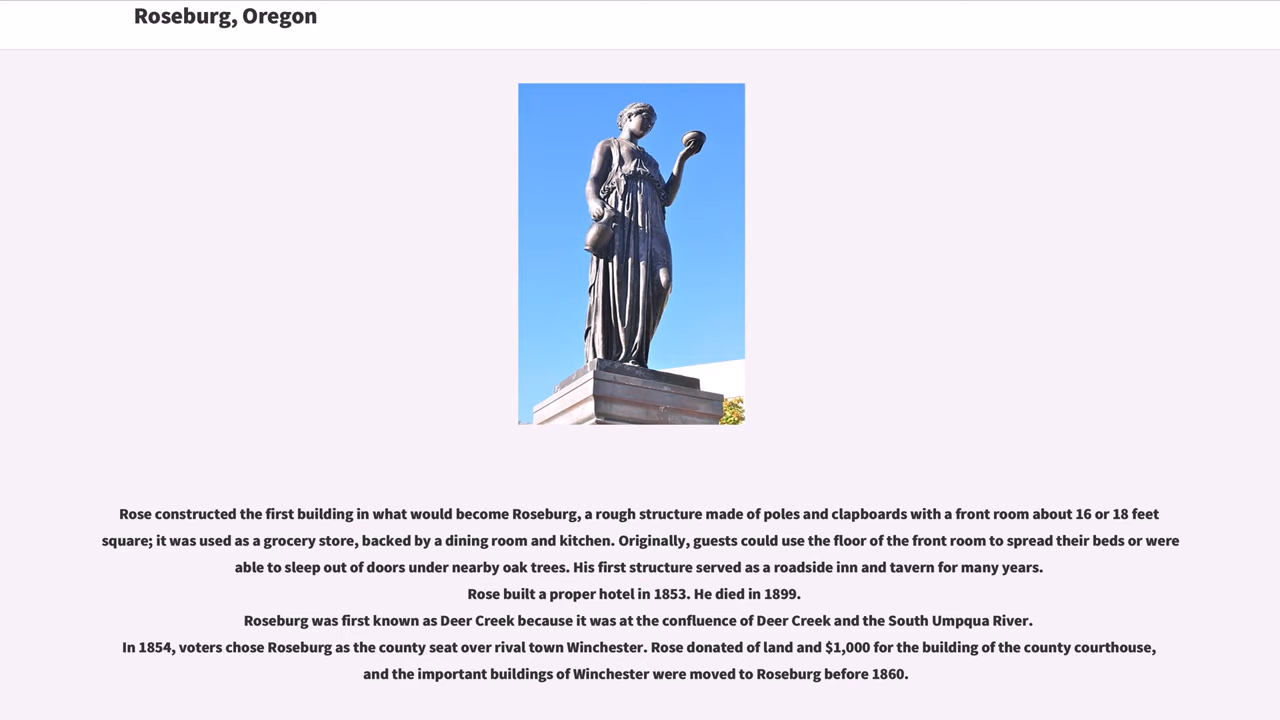 Roseburg, Oregon
Rose constructed the first building in what would become Roseburg, a rough structure made of poles and clapboards with a front room about 16 or 18 feet
square; it was used as a grocery store, backed by a dining room and kitchen. Originally, guests could use the floor of the front room to spread their beds or were
able to sleep out of doors under nearby oak trees. His first structure served as a roadside inn and tavern for many years.
Rose built a proper hotel in 1853. He died in 1899.
Roseburg was first known as Deer Creek because it was at the confluence of Deer Creek and the South Umpqua River.
In 1854, voters chose Roseburg as the county seat over rival town Winchester. Rose donated of land and $1,000 for the building of the county courthouse,
and the important buildings of Winchester were moved to Roseburg before 1860.